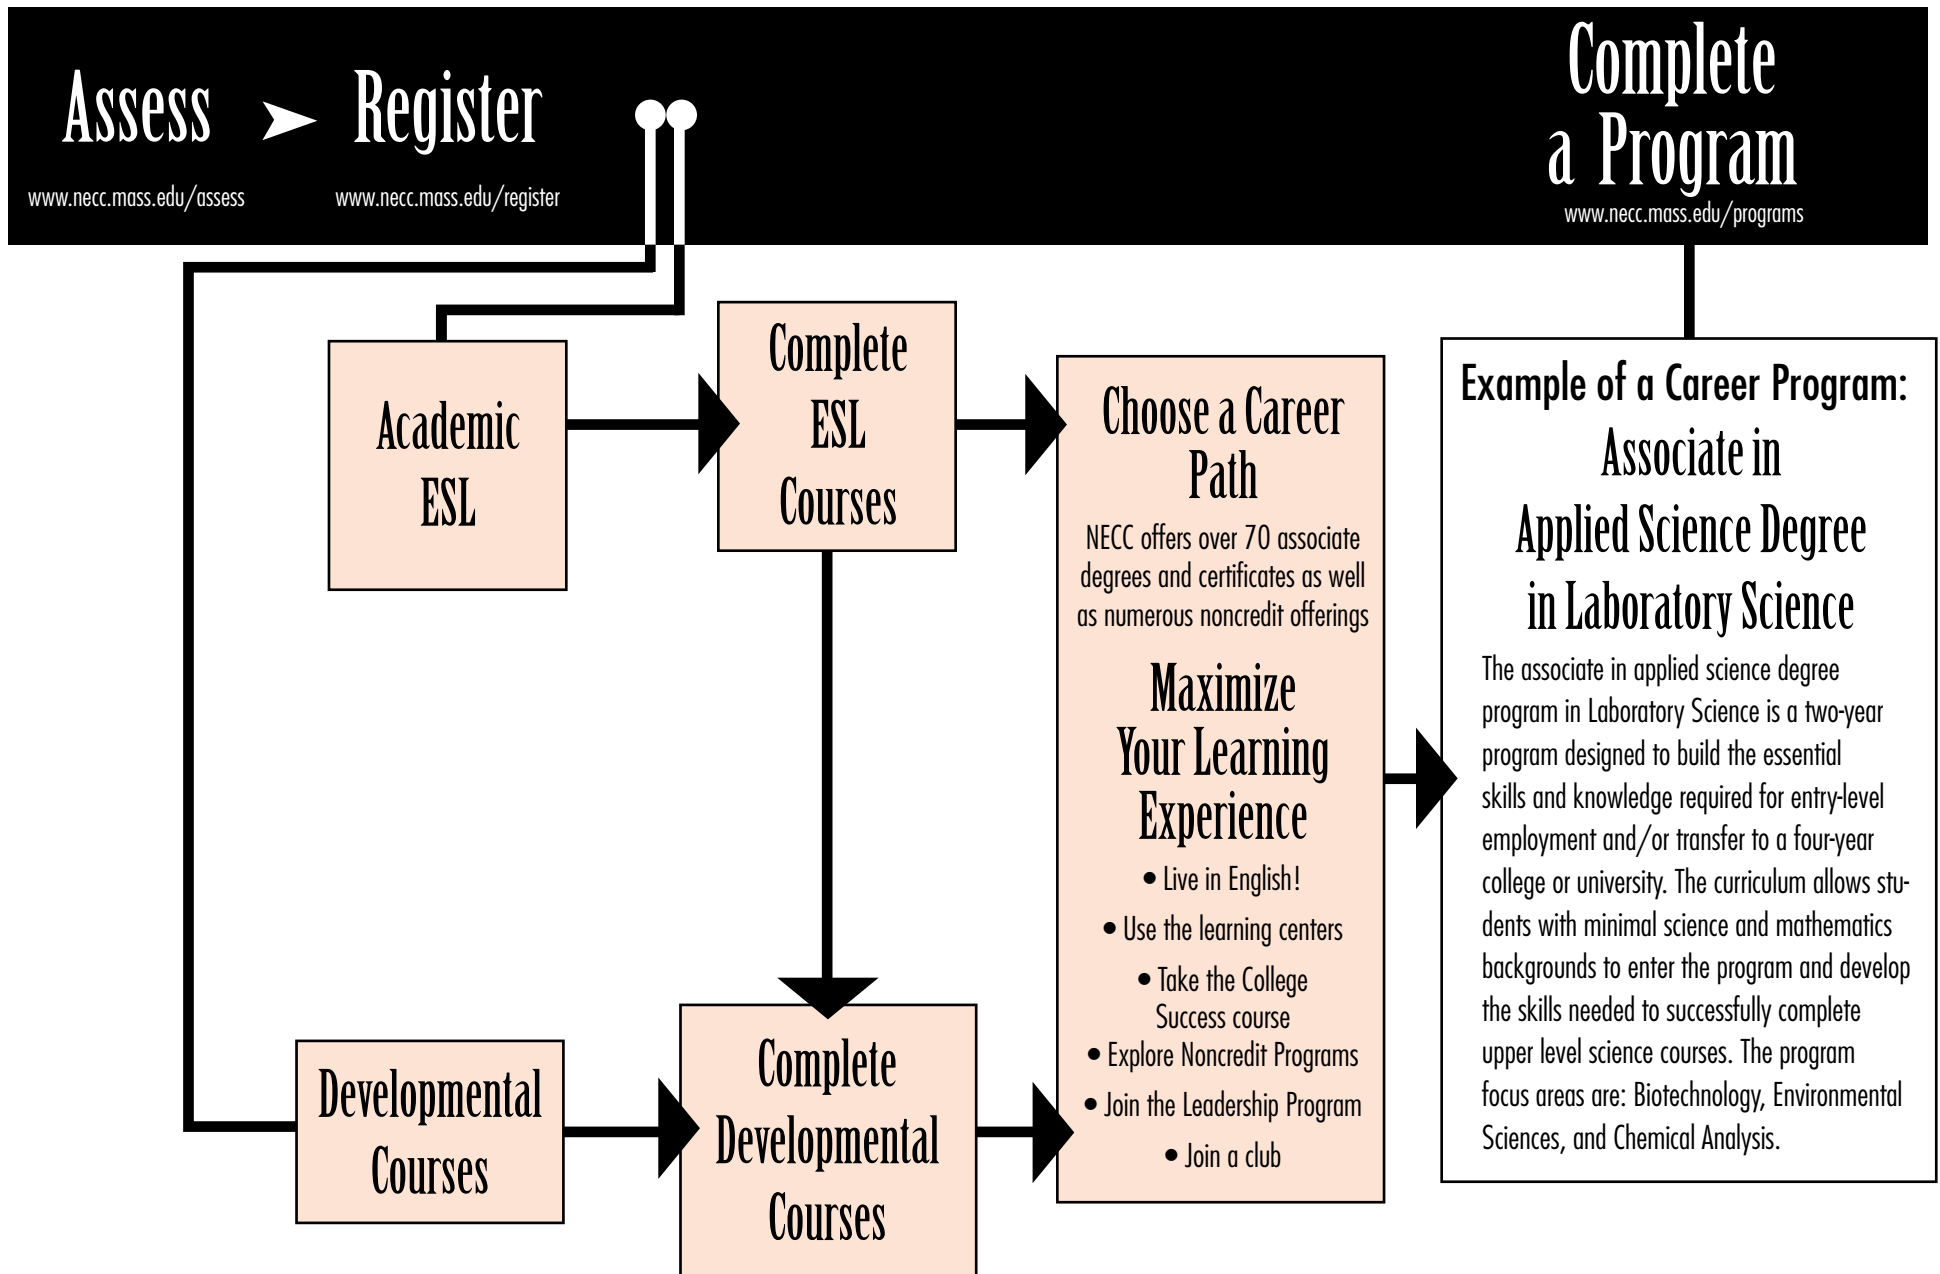 Assess
Register
www.necc.mass.edu/assess
www.necc.mass.edu/register
Complete
a Program
www.necc.mass.edu/programs
Academic
ESL
Complete
ESL
Courses
Developmental
Courses
Complete
Developmental
Courses
Choose a Career
Path
NECC offers over 70 associate
degrees and certificates as well
as numerous noncredit offerings
Maximize
Your Learning
Experience
• Live in English!
• Use the learning centers
• Take the College
Success course
• Explore Noncredit Programs
• Join the Leadership Program
• Join a club
Example of a Career Program:
Associate in
Applied Science Degree
in Laboratory Science
The associate in applied science degree
program in Laboratory Science is a two-year
program designed to build the essential
skills and knowledge required for entry-level
employment and/or transfer to a four-year
college or university. The curriculum allows stu-
dents with minimal science and mathematics
backgrounds to enter the program and develop
the skills needed to successfully complete
upper level science courses. The program
focus areas are: Biotechnology, Environmental
Sciences, and Chemical Analysis.